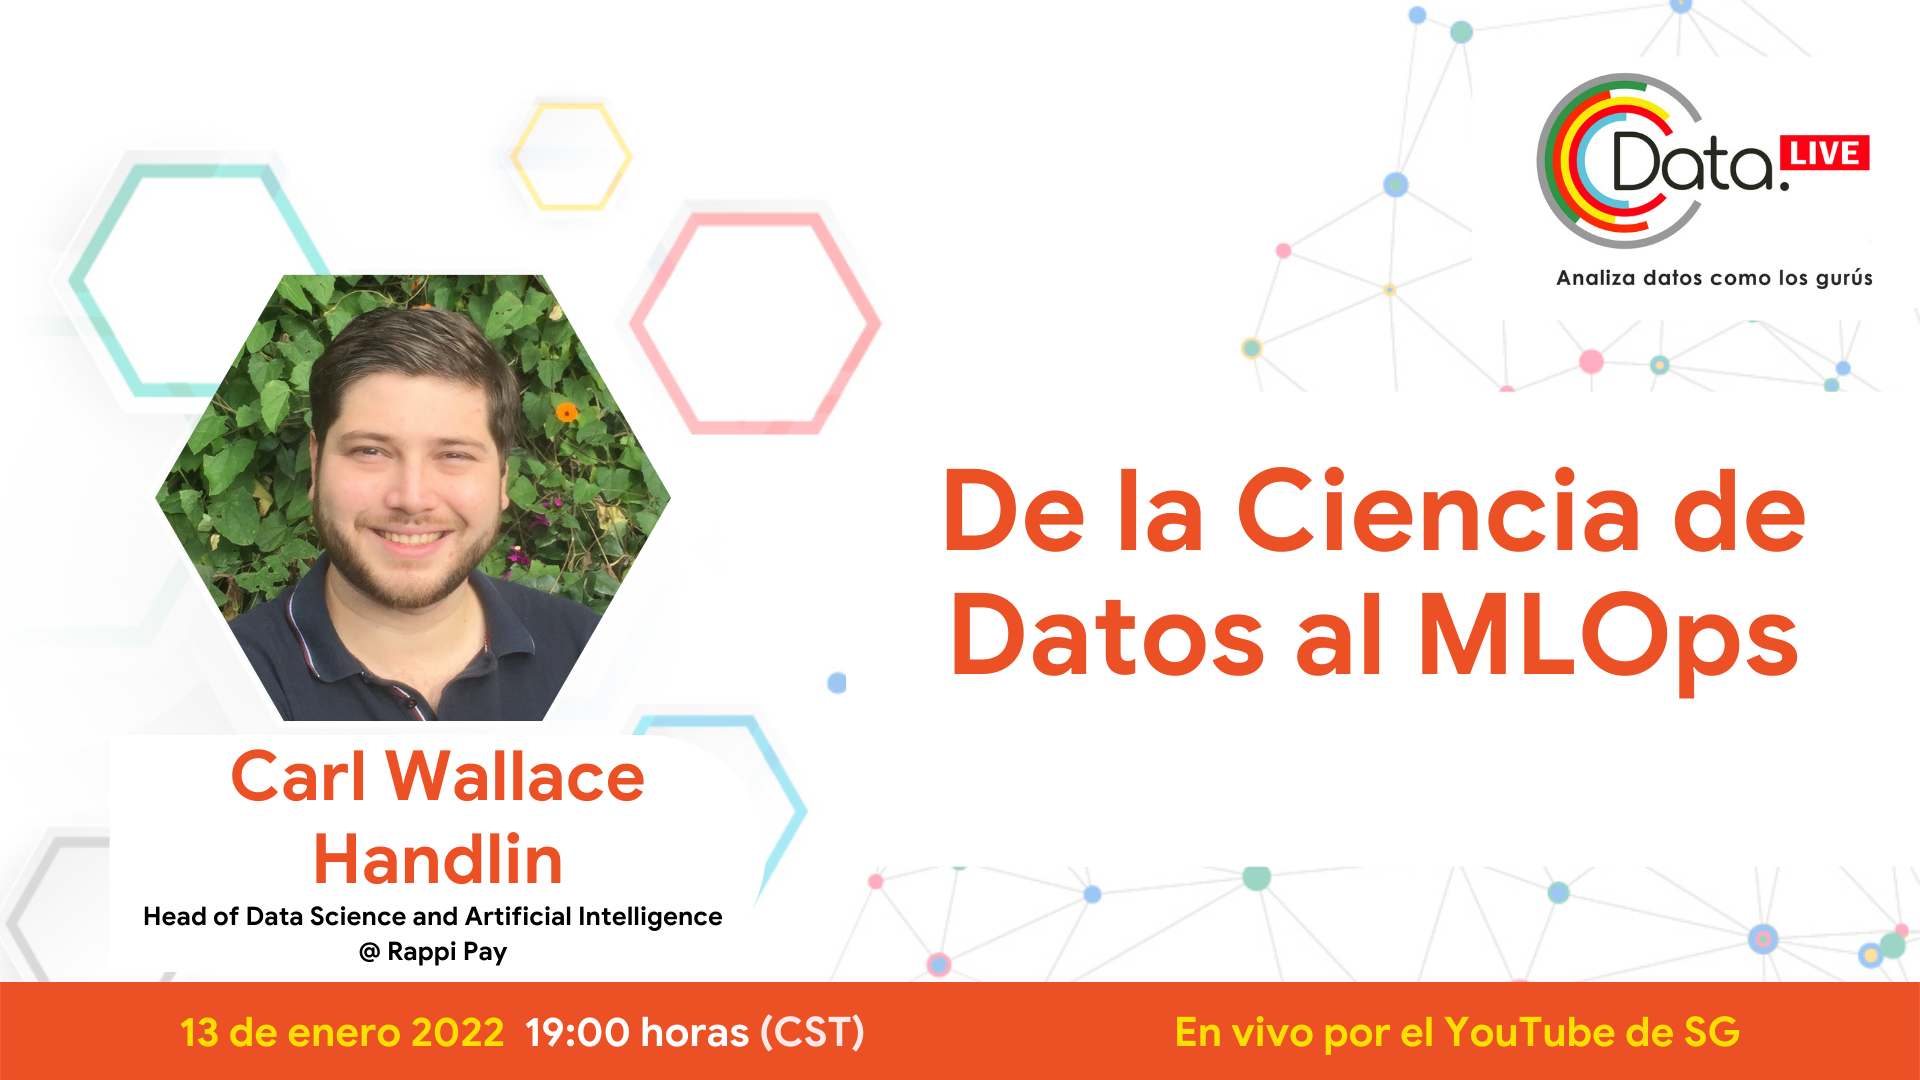 Data.
LIVE
Analiza datos como los gurús
De la Ciencia de
Datos al MLOps
Carl Wallace
Handlin
Head of Data Science and Artificial Intelligence
@ Rappi Pay
13 de enero 2022 19:00 horas (CST)
En vivo por el YouTube de SG